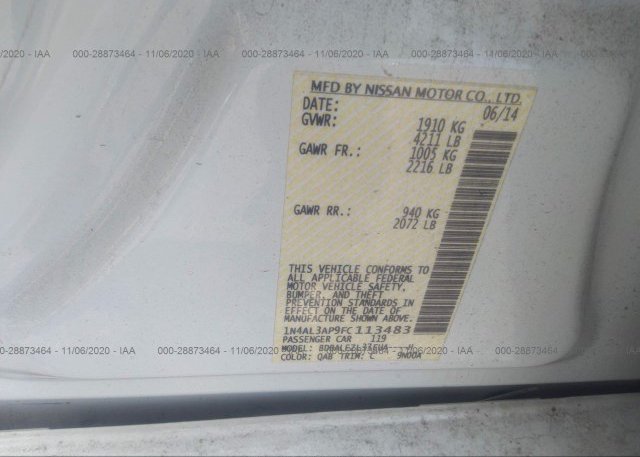 000-28873464 - 11/06/2020 - IAA
MFD BY NISSAN MOTOR CO., LTD.
DATE: 06/14
GVWR: 1910 KG
4211 LB
GAWR FR.: 1005 KG
2216 LB
GAWR RR.: 940 KG
2072 LB
THIS VEHICLE CONFORMS TO
ALL APPLICABLE FEDERAL
MOTOR VEHICLE SAFETY,
BUMPER, AND THEFT
PREVENTION STANDARDS IN
EFFECT ON THE DATE OF
MANUFACTURE SHOWN ABOVE.
1N4AL3AP9FC113483
PASSENGER CAR 119
MODEL:
COLOR: QAB TRIM: C